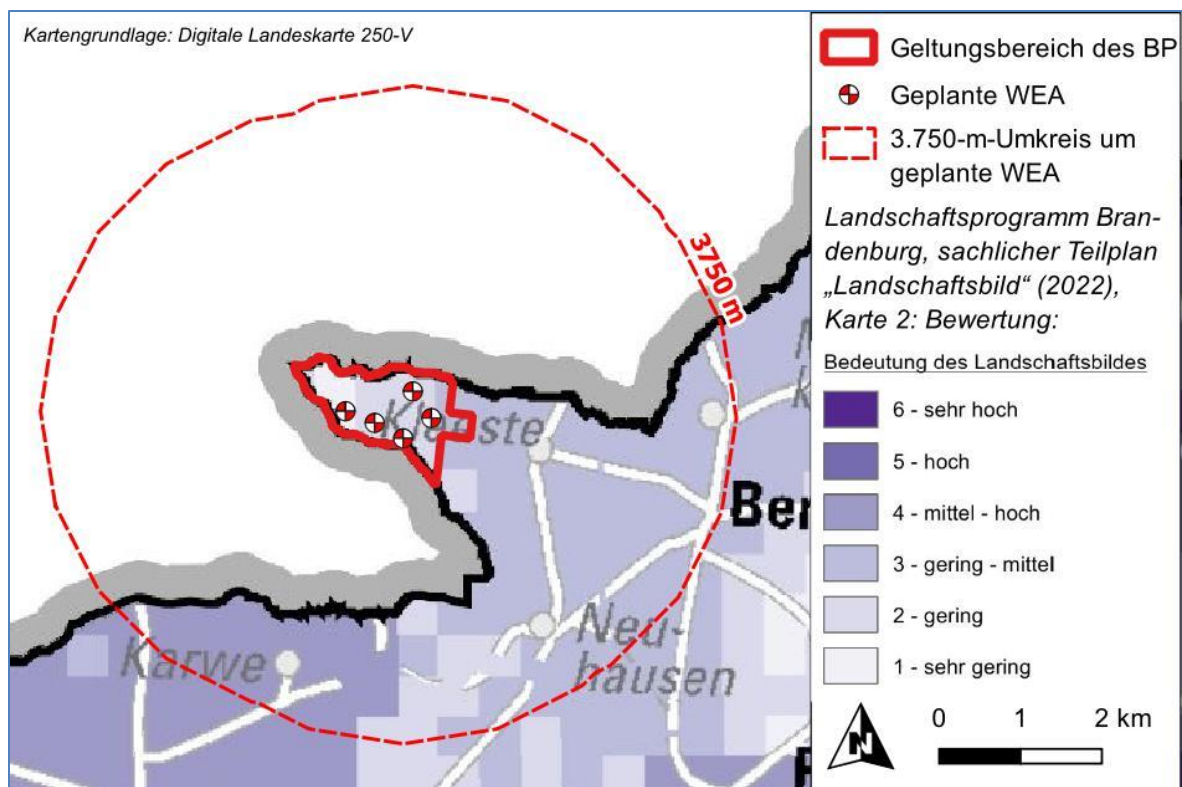 Kartengrundlage: Digitale Landeskarte 250-V
3750 m
Kleeste
Ber
Karwe
Neu-
hausen
Geltungsbereich des BP
Geplante WEA
3.750-m-Umkreis um
geplante WEA
Landschaftsprogramm Bran-
denburg, sachlicher Teilplan
„Landschaftsbild“ (2022),
Karte 2: Bewertung:
Bedeutung des Landschaftsbildes
6 - sehr hoch
5 - hoch
4 - mittel - hoch
3 - gering - mittel
2 - gering
1 - sehr gering
N
0 1 2 km